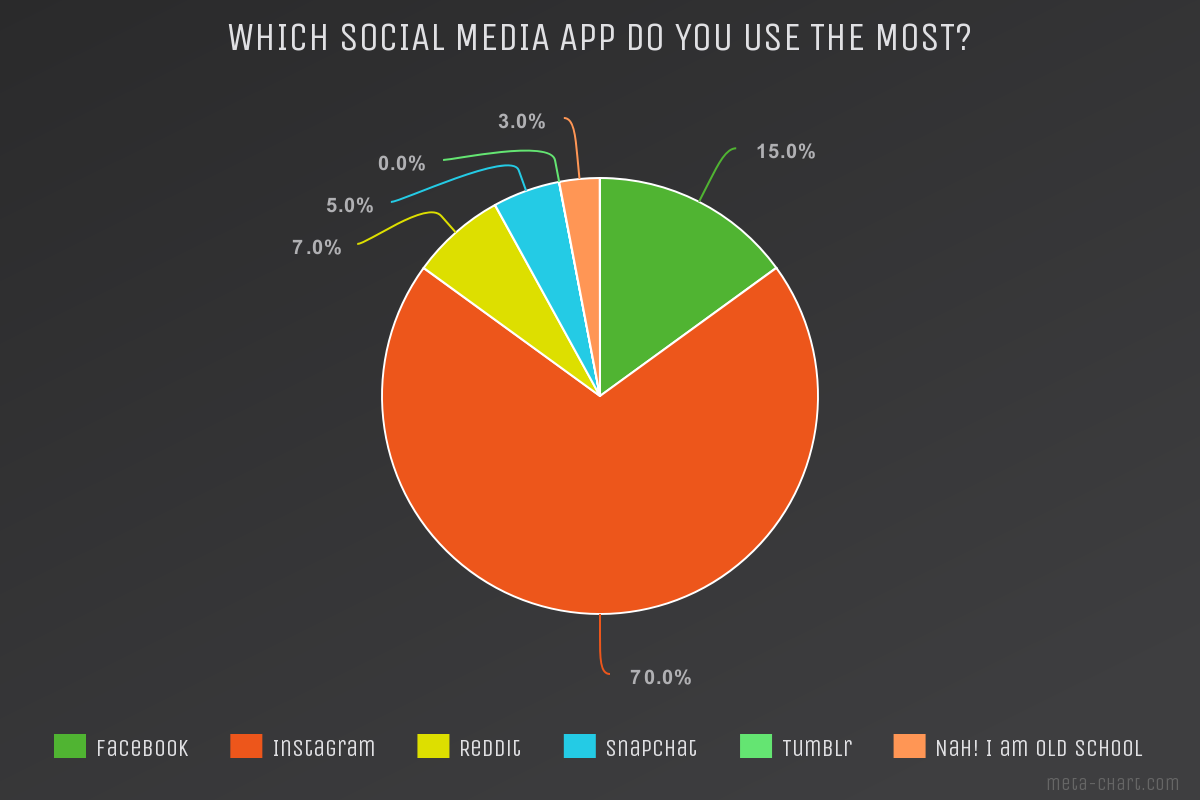 WHICH SOCIAL MEDIA APP DO YOU USE THE MOST?
3.0%
15.0%
0.0%
5.0%
7.0%
70.0%
Facebook Instagram Reddit Snapchat Tumblr Nah! I am old school
meta-chart.com